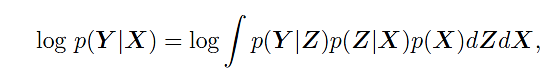 log p(Y|X) = log ∫ p(Y|Z)p(Z|X)p(X)dZdX,